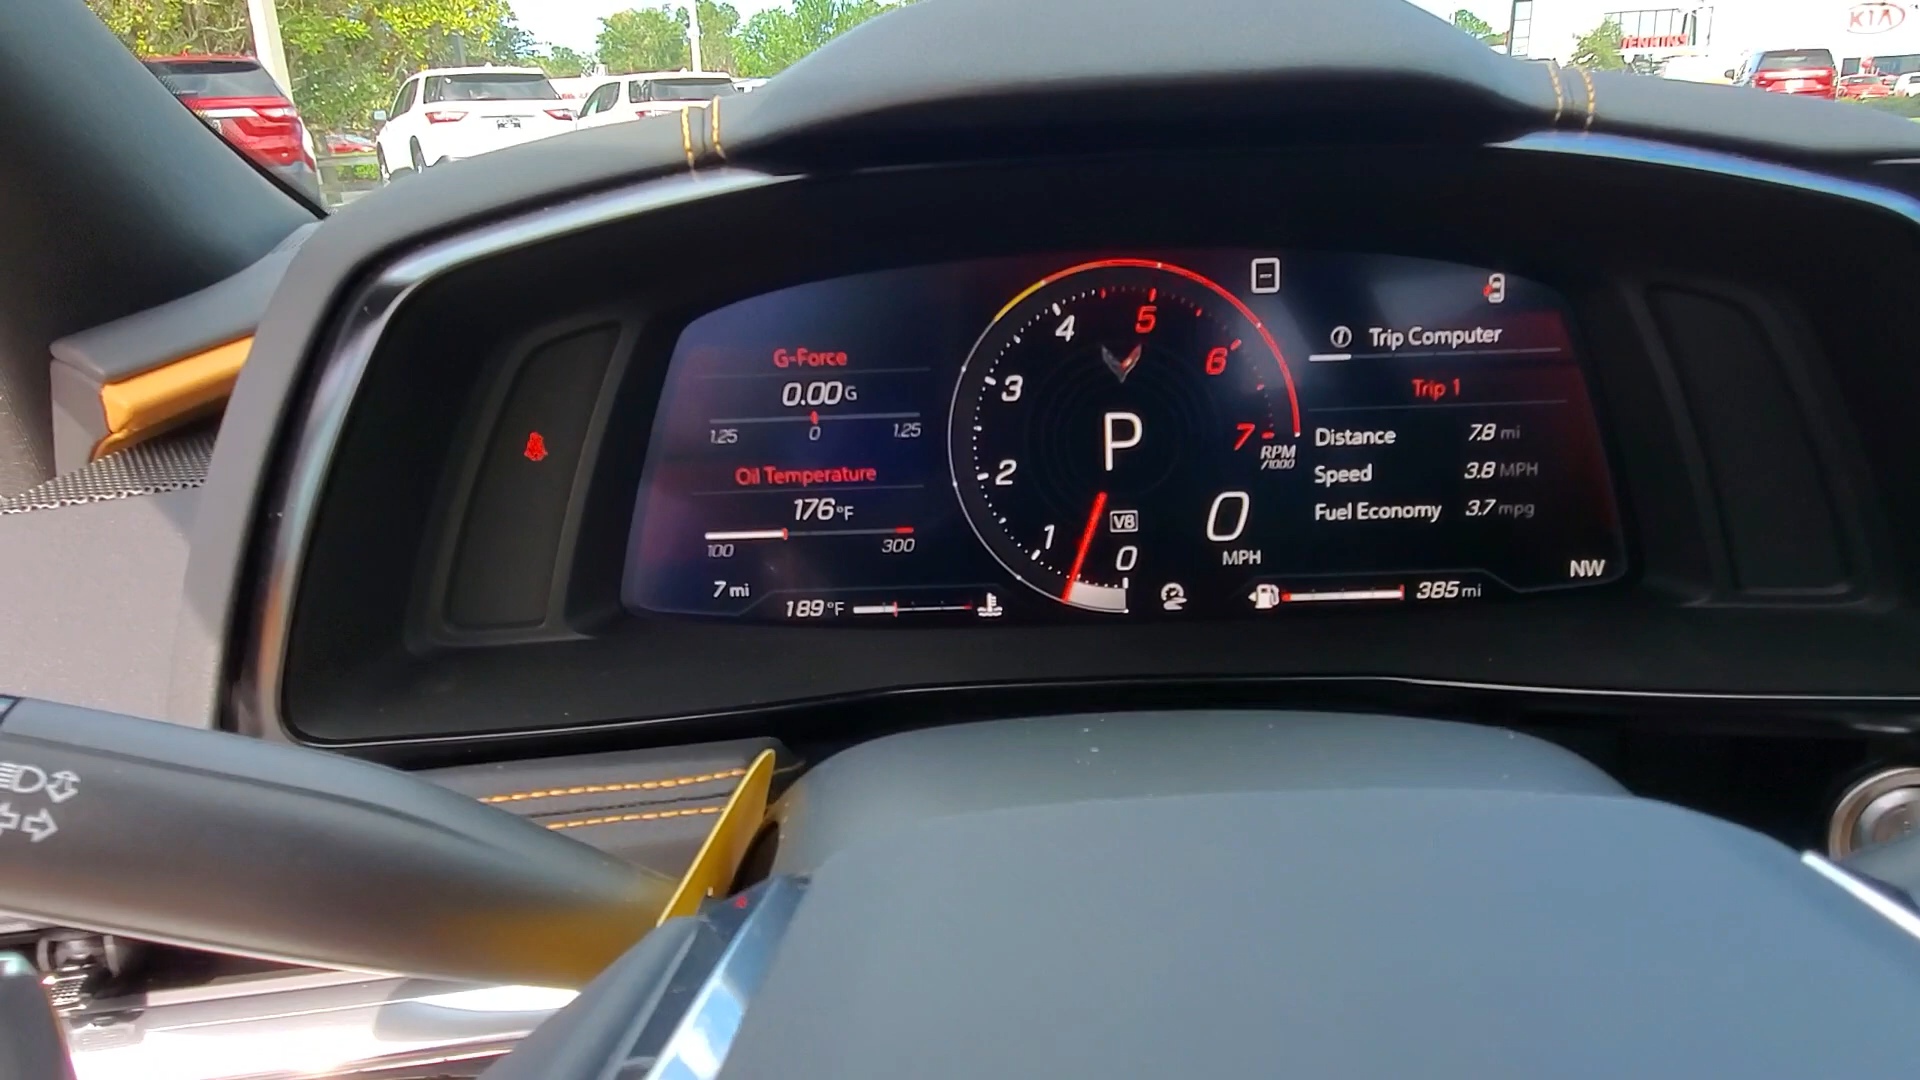 KIA
JENKINS
G-Force
0.00 G
1.25 0 1.25
Oil Temperature
176 °F
100 300
7 mi
189 °F
0 1 2 3 4 5 6 7
RPM
/1000
P
V8
0
MPH
Trip Computer
Trip 1
Distance 7.8 mi
Speed 3.8 MPH
Fuel Economy 3.7 mpg
NW
385 mi